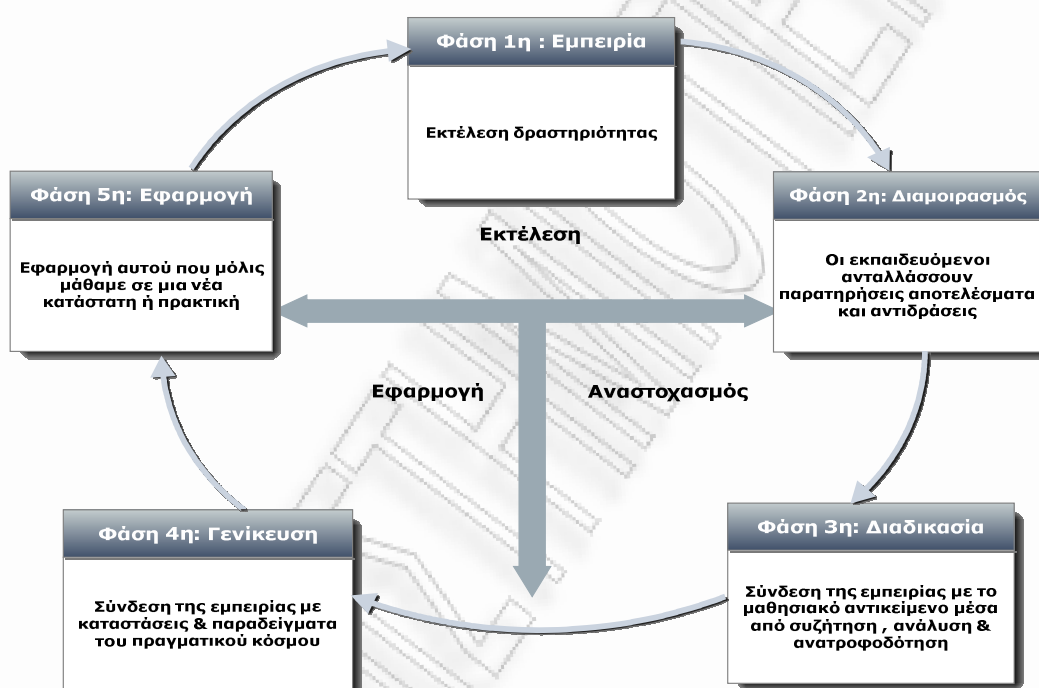 Φάση 1η : Εμπειρία
Εκτέλεση δραστηριότητας
Φάση 2η: Διαμοιρασμός
Οι εκπαιδευόμενοι
ανταλλάσσουν
παρατηρήσεις αποτελέσματα
και αντιδράσεις
Φάση 5η: Εφαρμογή
Εφαρμογή αυτού που μόλις
μάθαμε σε μια νέα
κατάστατη ή πρακτική
Εκτέλεση
Εφαρμογή
Αναστοχασμός
Φάση 3η: Διαδικασία
Σύνδεση της εμπειρίας με το
μαθησιακό αντικείμενο μέσα
από συζήτηση , ανάλυση &
ανατροφοδότηση
Φάση 4η: Γενίκευση
Σύνδεση της εμπειρίας με
καταστάσεις & παραδείγματα
του πραγματικού κόσμου